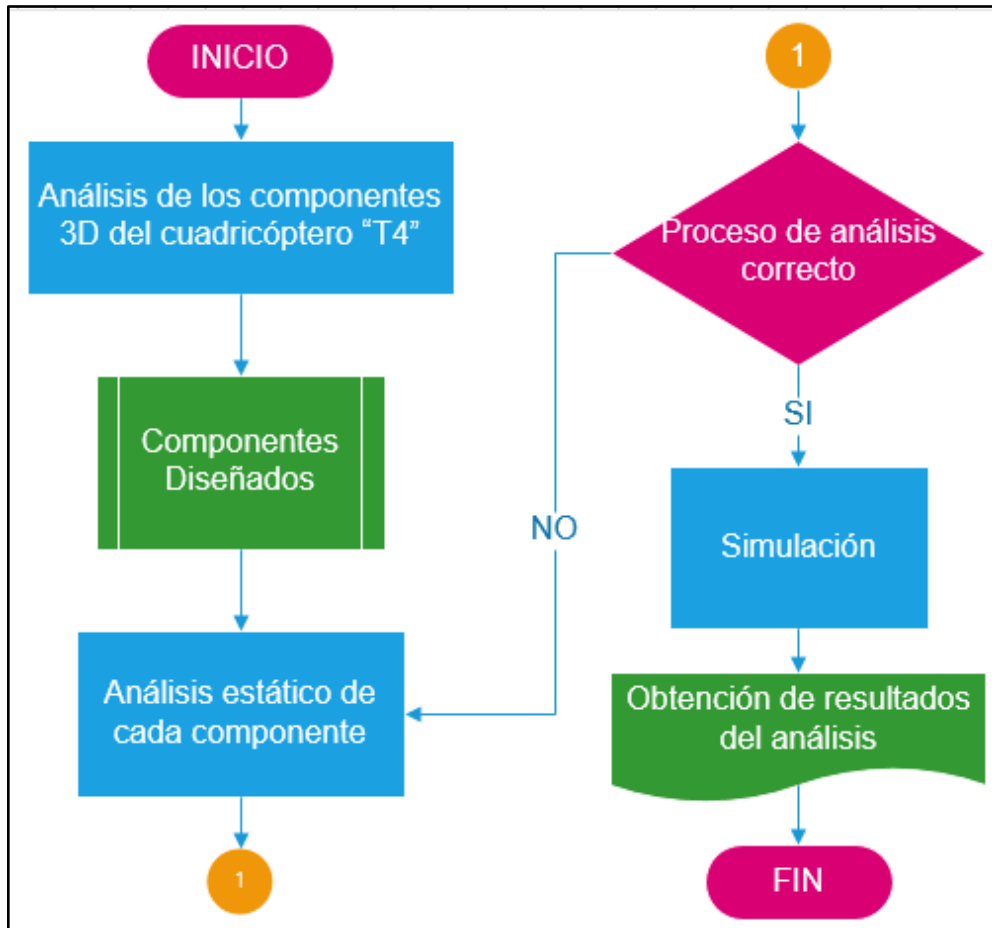 INICIO
Análisis de los componentes
3D del cuadricóptero “T4”
Componentes
Diseñados
Análisis estático de
cada componente
1
1
Proceso de análisis
correcto
NO
SI
Simulación
Obtención de resultados
del análisis
FIN